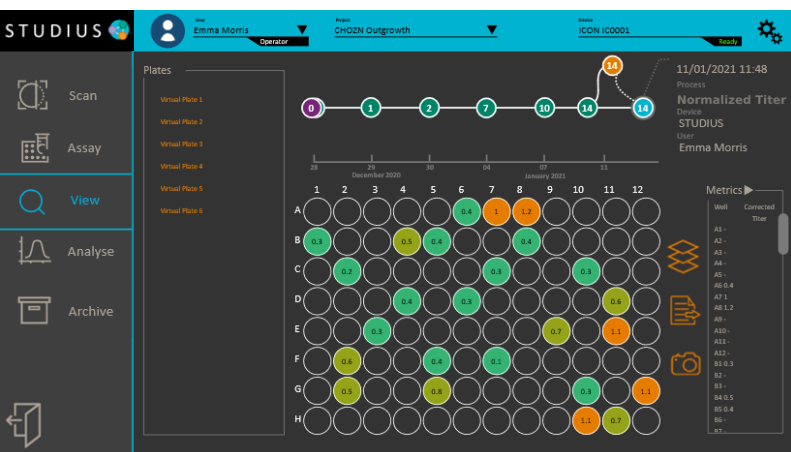 STUDIUS
User
Emma Morris
Operator
Project
CHOZN Outgrowth
Device
ICON IC0001
Ready
Scan
Assay
View
Analyse
Archive
Plates
Virtual Plate 1
Virtual Plate 2
Virtual Plate 3
Virtual Plate 4
Virtual Plate 5
Virtual Plate 6
14
0 1 2 7 10 14 14
28 29 30 04 07 11
December 2020 January 2021
11/01/2021 11:48
Process
Normalized Titer
Device
STUDIUS
User
Emma Morris
1 2 3 4 5 6 7 8 9 10 11 12
A 0.4 1 1.2
B 0.3 0.5 0.4 0.4
C 0.2 0.3 0.3
D 0.4 0.3 0.6
E 0.3 0.7 1.1
F 0.6 0.4 0.1
G 0.5 0.8 0.3 1.1
H 1.1 0.7
Metrics
Well Corrected
Titer
A1 -
A2 -
A3 -
A4 -
A5 -
A6 0.4
A7 1
A8 1.2
A9 -
A10 -
A11 -
A12 -
B1 0.3
B2 -
B3 -
B4 0.5
B5 0.4
B6 -
B7 -